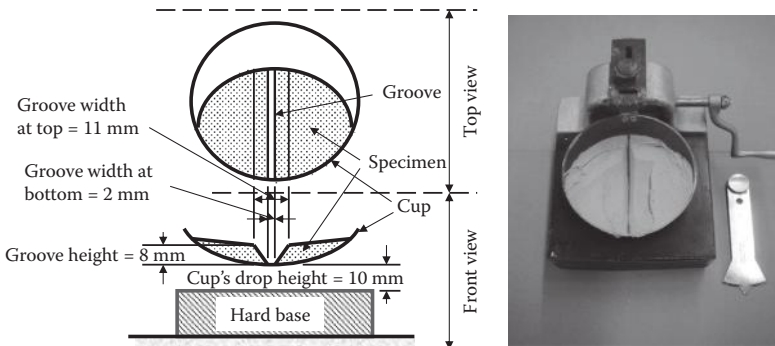 Top view
Groove
Groove width
at top = 11 mm
Specimen
Groove width at
bottom = 2 mm
Cup
Groove height = 8 mm
Cup's drop height = 10 mm
Front view
Hard base